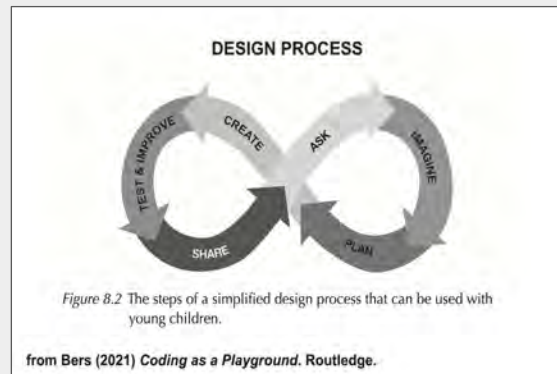 DESIGN PROCESS
ASK
IMAGINE
PLAN
CREATE
TEST & IMPROVE
SHARE
Figure 8.2 The steps of a simplified design process that can be used with
young children.
from Bers (2021) Coding as a Playground. Routledge.